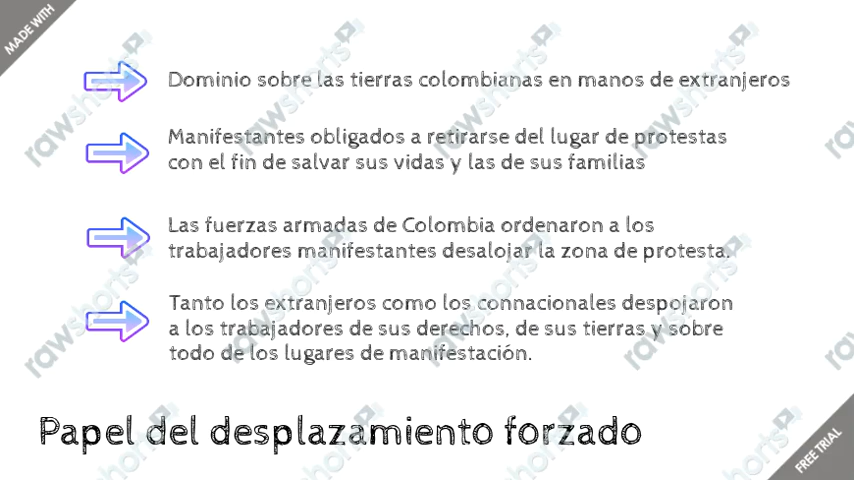 MADE WITH
Dominio sobre las tierras colombianas en manos de extranjeros
Manifestantes obligados a retirarse del lugar de protestas
con el fin de salvar sus vidas y las de sus familias
Las fuerzas armadas de Colombia ordenaron a los
trabajadores manifestantes desalojar la zona de protesta.
Tanto los extranjeros como los connacionales despojaron
a los trabajadores de sus derechos, de sus tierras y sobre
todo de los lugares de manifestación.
Papel del desplazamiento forzado
FREE TRIAL
rawshorts